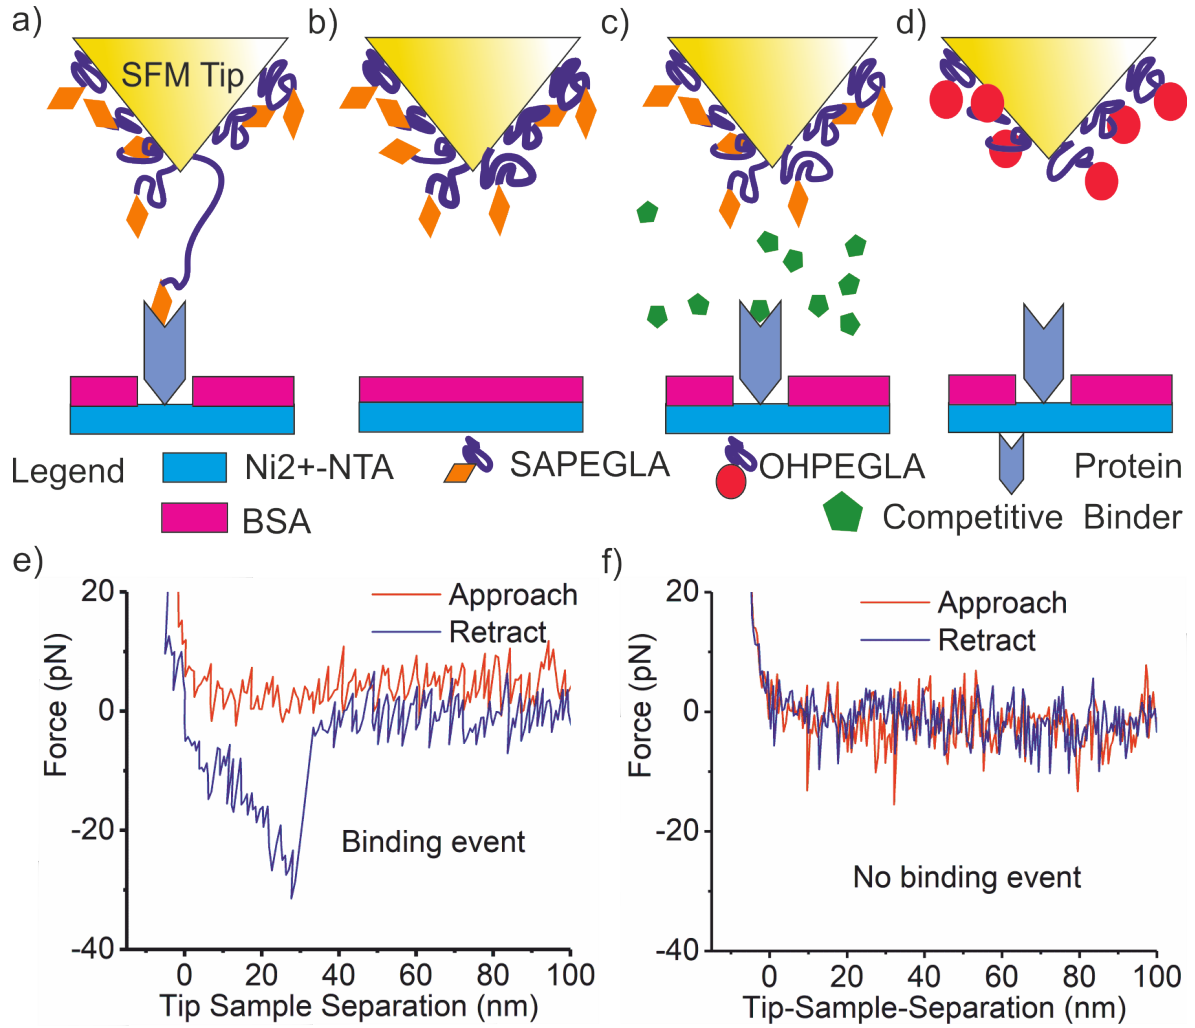 a) b) c) d)
SFM Tip
Legend Ni2+-NTA SAPEGLA OHPEGLA Protein
BSA Competitive Binder
e)
20
0
-20
-40
Force (pN)
Approach
Retract
Binding event
0 20 40 60 80 100
Tip Sample Separation (nm)
f)
20
0
-20
-40
Force (pN)
Approach
Retract
No binding event
0 20 40 60 80 100
Tip-Sample-Separation (nm)